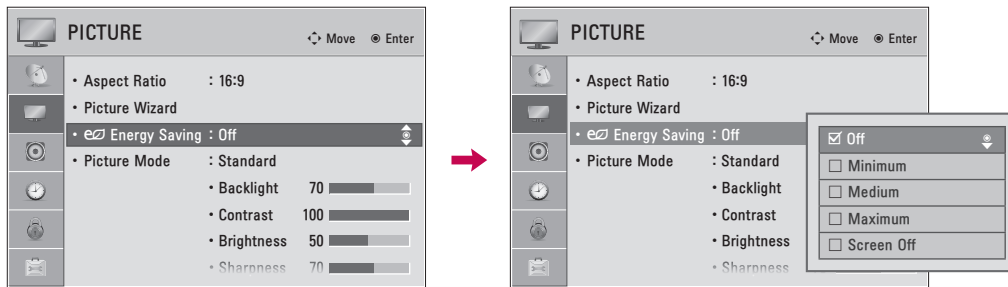 PICTURE
Move Enter
• Aspect Ratio : 16:9
• Picture Wizard
• e Energy Saving : Off
• Picture Mode : Standard
• Backlight 70
• Contrast 100
• Brightness 50
• Sharpness 70
PICTURE
Move Enter
• Aspect Ratio : 16:9
• Picture Wizard
• e Energy Saving : Off
• Picture Mode : Standard
• Backlight
• Contrast
• Brightness
• Sharpness
Off
Minimum
Medium
Maximum
Screen Off